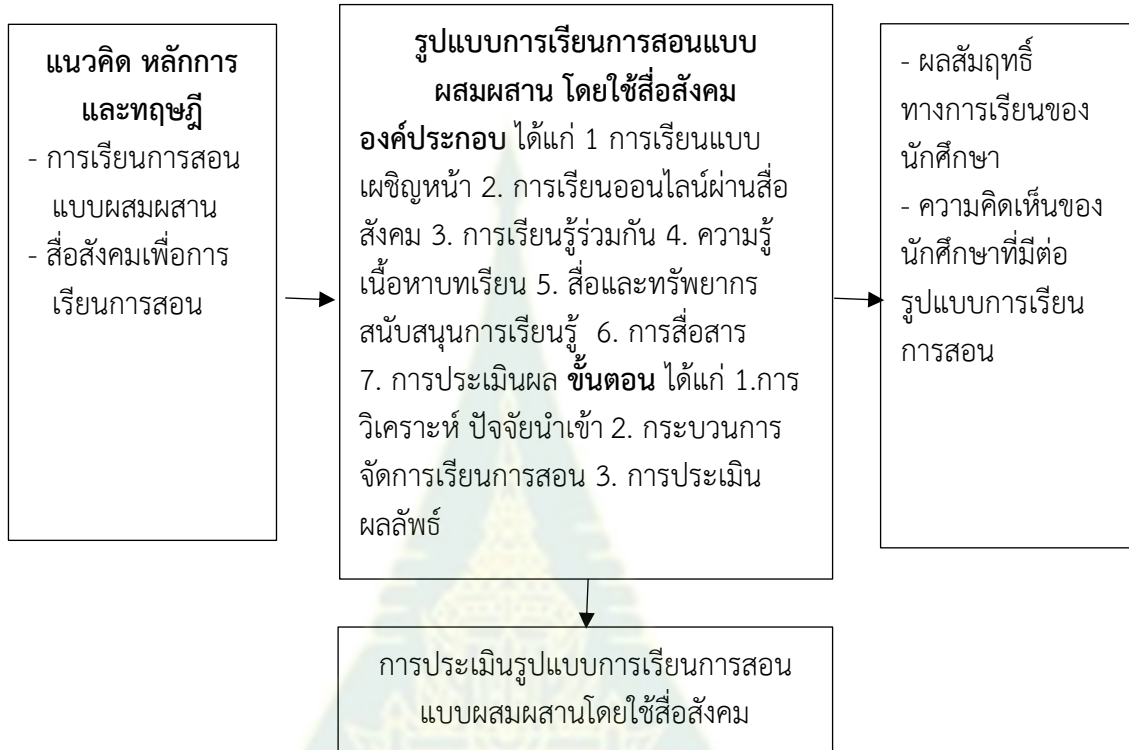 แนวคิด หลักการ
และทฤษฎี
- การเรียนการสอน
แบบผสมผสาน
- สื่อสังคมเพื่อการ
เรียนการสอน
รูปแบบการเรียนการสอนแบบ
ผสมผสาน โดยใช้สื่อสังคม
องค์ประกอบ ได้แก่ 1 การเรียนแบบ
เผชิญหน้า 2. การเรียนออนไลน์ผ่านสื่อ
สังคม 3. การเรียนรู้ร่วมกัน 4. ความรู้
เนื้อหาบทเรียน 5. สื่อและทรัพยากร
สนับสนุนการเรียนรู้ 6. การสื่อสาร
7. การประเมินผล ขั้นตอน ได้แก่ 1.การ
วิเคราะห์ ปัจจัยนำเข้า 2. กระบวนการ
จัดการเรียนการสอน 3. การประเมิน
ผลลัพธ์
- ผลสัมฤทธิ์
ทางการเรียนของ
นักศึกษา
- ความคิดเห็นของ
นักศึกษาที่มีต่อ
รูปแบบการเรียน
การสอน
การประเมินรูปแบบการเรียนการสอน
แบบผสมผสานโดยใช้สื่อสังคม